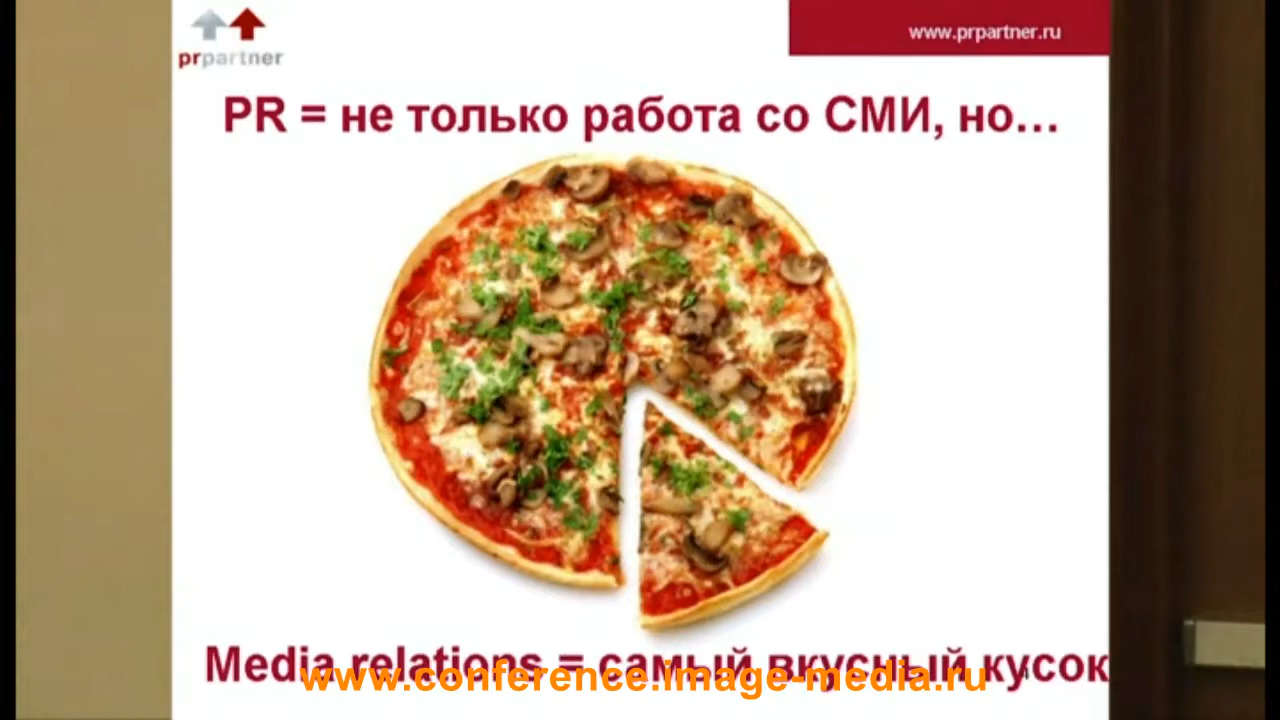 prpartner
www.prpartner.ru
PR = не только работа со СМИ, но...
Media relations = самый вкусный кусок
www.conference.image-media.ru